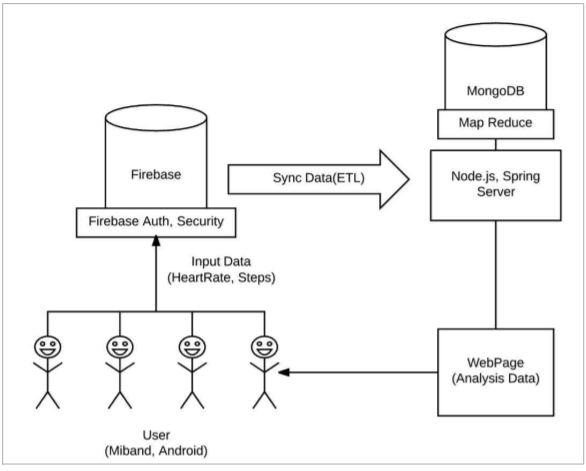 MongoDB
Map Reduce
Node.js, Spring
Server
Firebase
Firebase Auth, Security
Sync Data(ETL)
Input Data
(HeartRate, Steps)
WebPage
(Analysis Data)
User
(Miband, Android)